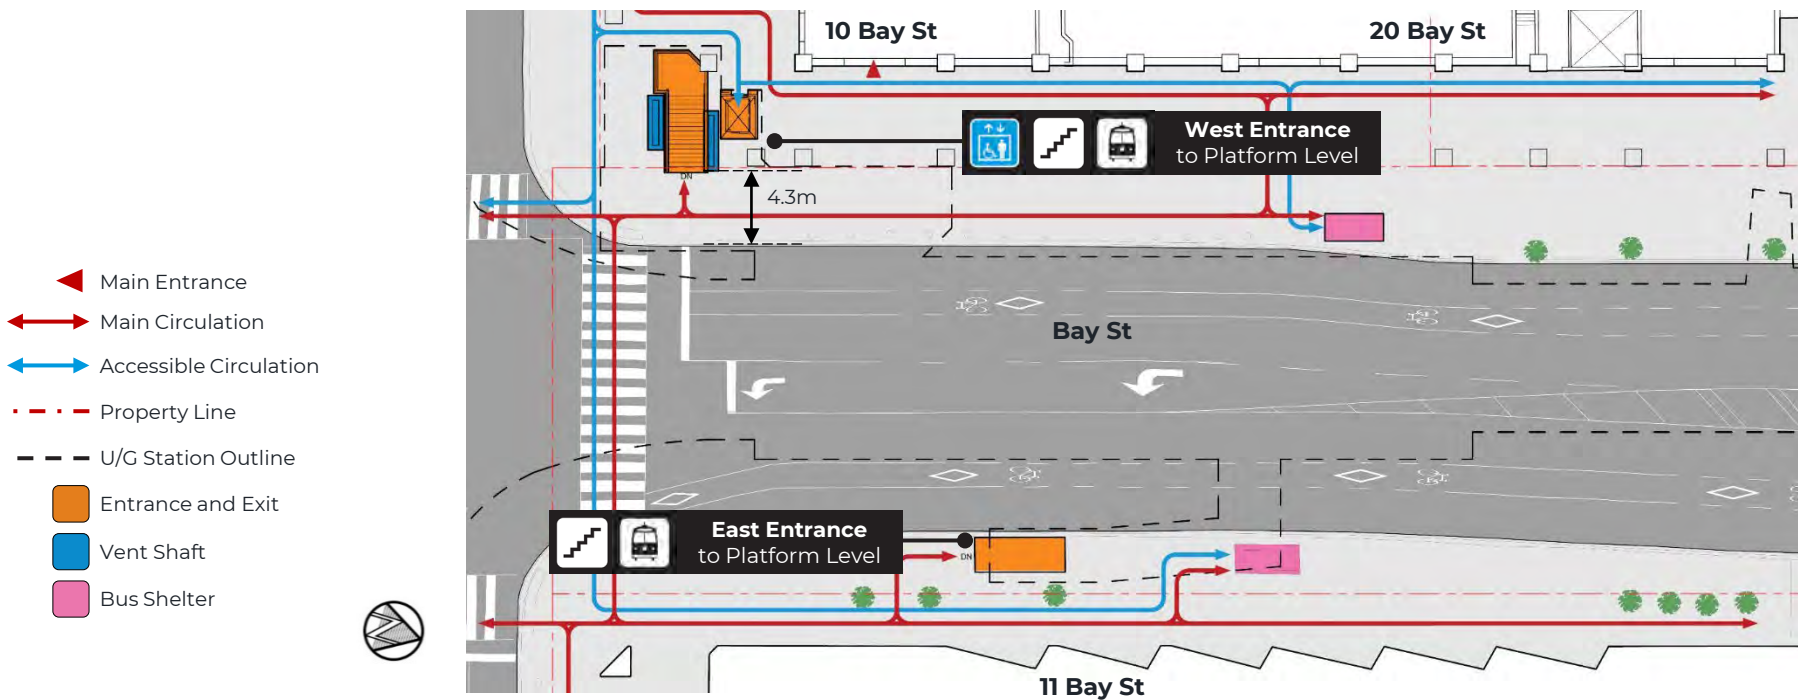 10 Bay St
20 Bay St
West Entrance
to Platform Level
DN
4.3m
Main Entrance
Main Circulation
Accessible Circulation
Property Line
U/G Station Outline
Entrance and Exit
Vent Shaft
Bus Shelter
Bay St
East Entrance
to Platform Level
DN
11 Bay St